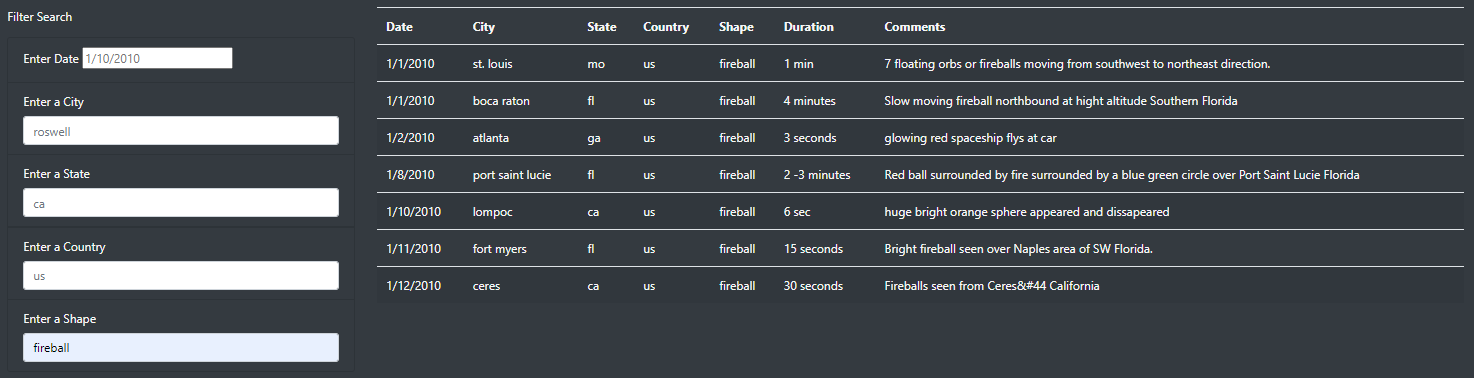 Filter Search
Enter Date 1/10/2010
Enter a City
roswell
Enter a State
ca
Enter a Country
us
Enter a Shape
fireball
Date City State Country Shape Duration Comments
1/1/2010 st. louis mo us fireball 1 min 7 floating orbs or fireballs moving from southwest to northeast direction.
1/1/2010 boca raton fl us fireball 4 minutes Slow moving fireball northbound at hight altitude Southern Florida
1/2/2010 atlanta ga us fireball 3 seconds glowing red spaceship flys at car
1/8/2010 port saint lucie fl us fireball 2 -3 minutes Red ball surrounded by fire surrounded by a blue green circle over Port Saint Lucie Florida
1/10/2010 lompoc ca us fireball 6 sec huge bright orange sphere appeared and dissapeared
1/11/2010 fort myers fl us fireball 15 seconds Bright fireball seen over Naples area of SW Florida.
1/12/2010 ceres ca us fireball 30 seconds Fireballs seen from Ceres&#44 California